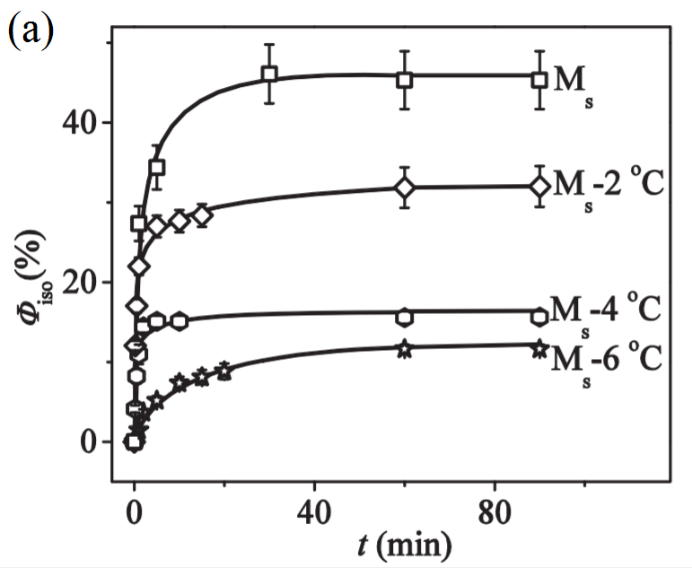 (a)
40
20
0
Φiso(%)
Ms
Ms-2 °C
Ms-4 °C
Ms-6 °C
0 40 80
t (min)